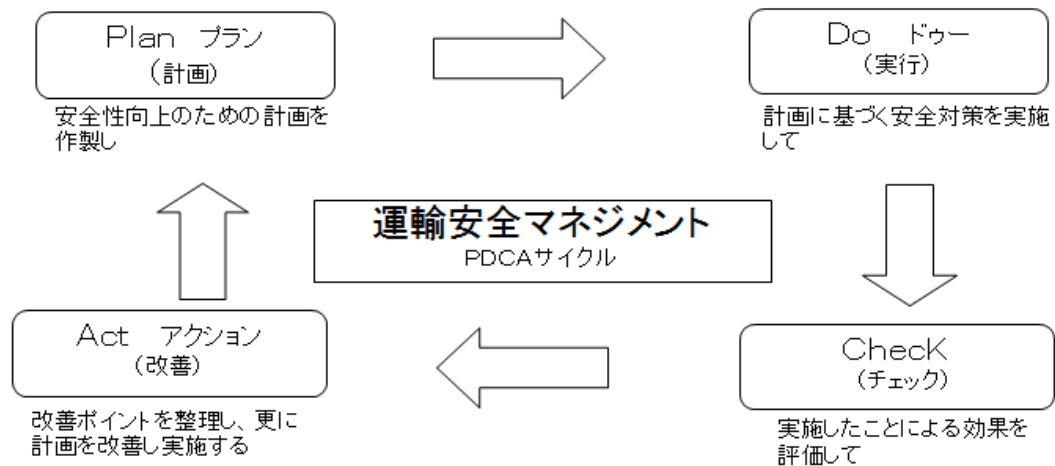 Plan プラン
(計画)
安全性向上のための計画を
作製し
Do ドゥー
(実行)
計画に基づく安全対策を実施
して
運輸安全マネジメント
PDCAサイクル
ChecK
(チェック)
実施したことによる効果を
評価して
Act アクション
(改善)
改善ポイントを整理し、更に
計画を改善し実施する